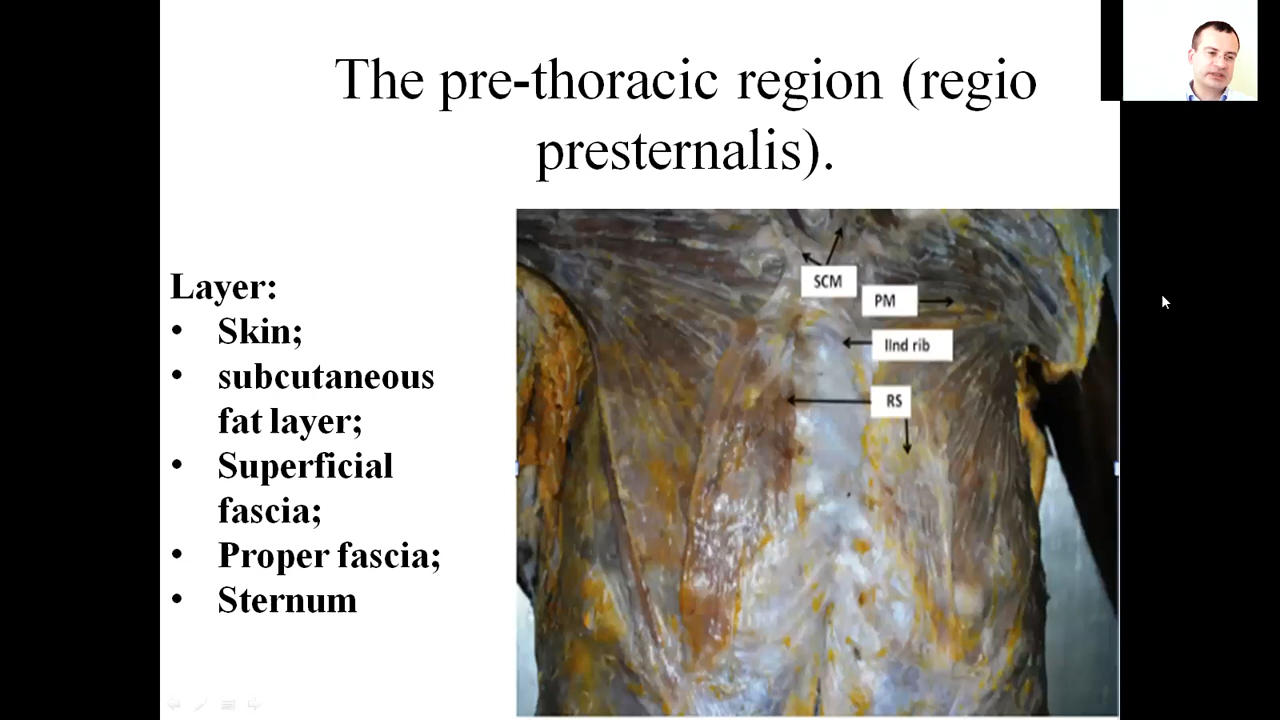 The pre-thoracic region (regio
presternalis).
Layer:
• Skin;
• subcutaneous
fat layer;
• Superficial
fascia;
• Proper fascia;
• Sternum
SCM
PM
IInd rib
RS